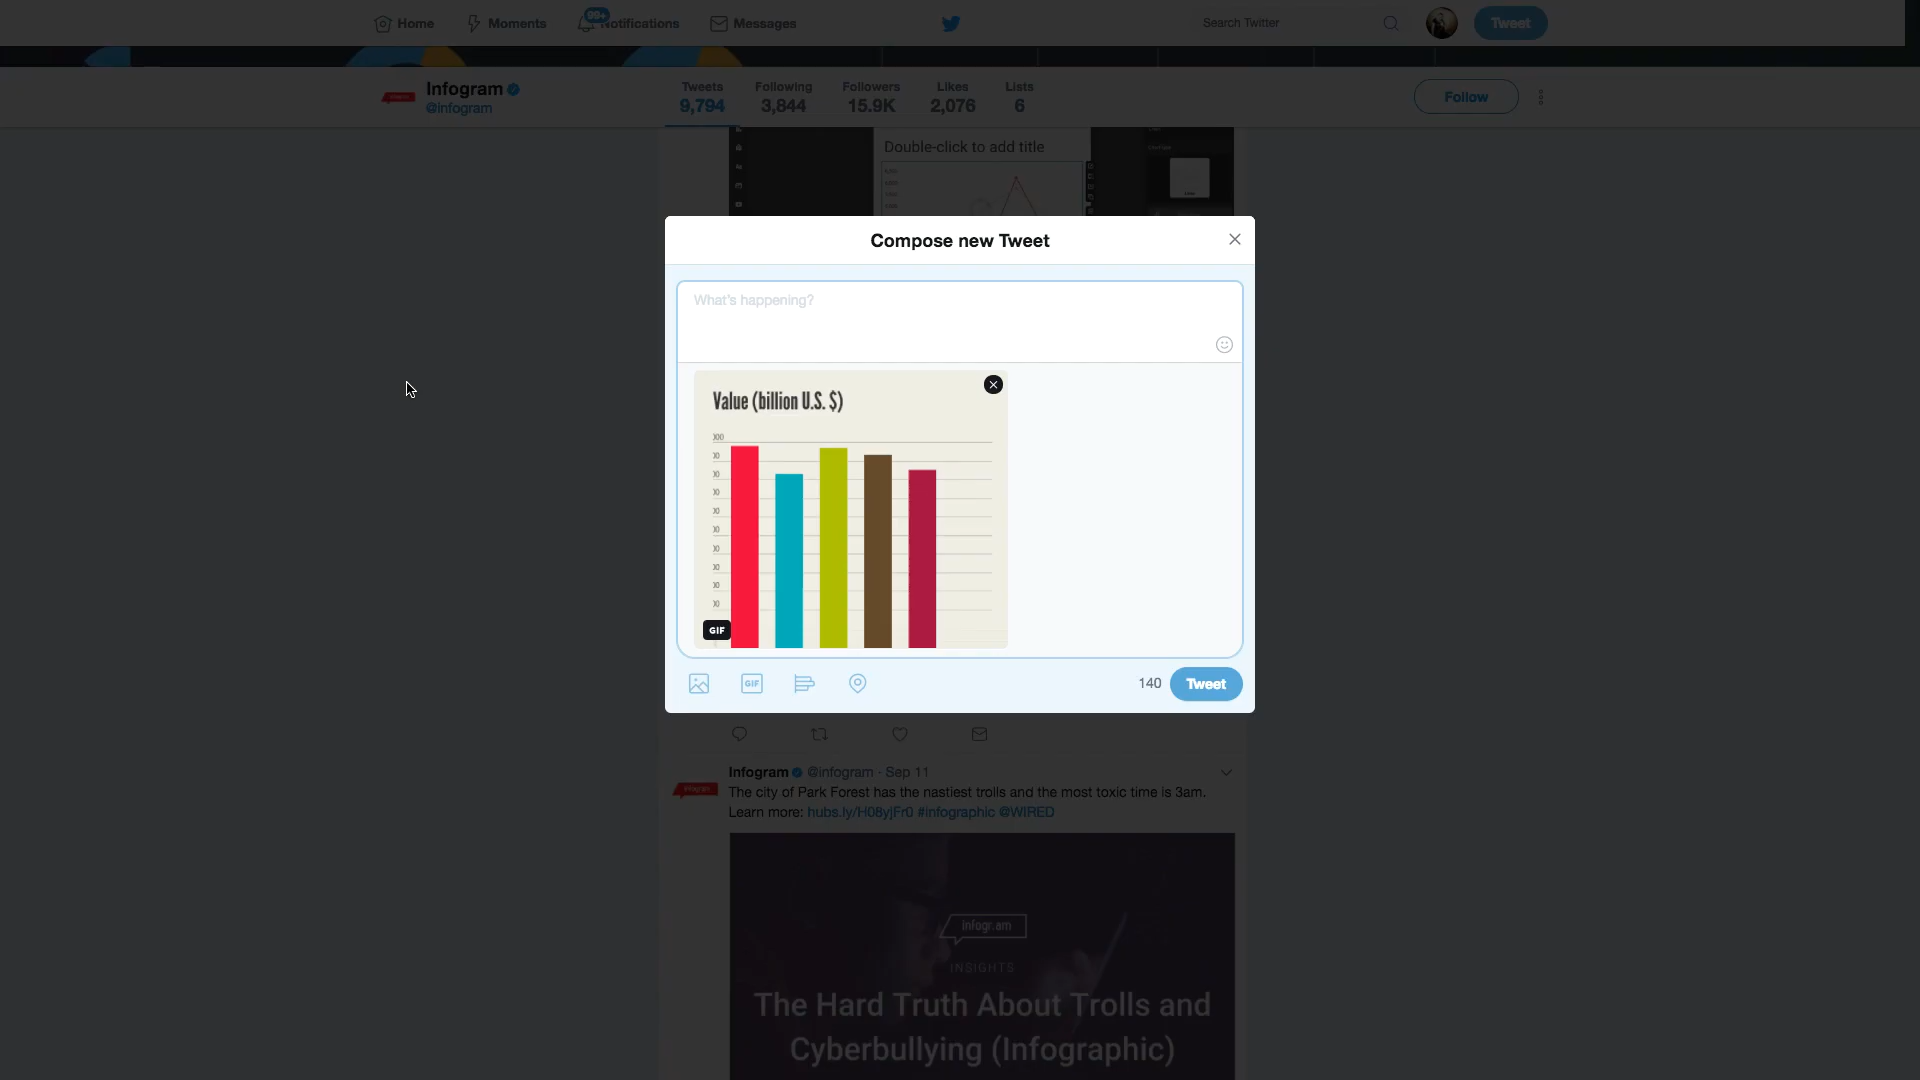 Home
Moments
99+
Notifications
Messages
Search Twitter
Tweet
Infogram
@infogram
Tweets
9,794
Following
3,844
Followers
15.9K
Likes
2,076
Lists
6
Follow
Double-click to add title
Compose new Tweet
What's happening?
Value (billion U.S. $)
GIF
GIF
140
Tweet
Infogram @infogram · Sep 11
The city of Park Forest has the nastiest trolls and the most toxic time is 3am.
Learn more: hubs.ly/H08yjFr0 #infographic @WIRED
infogr.am
INSIGHTS
The Hard Truth About Trolls and
Cyberbullying (Infographic)